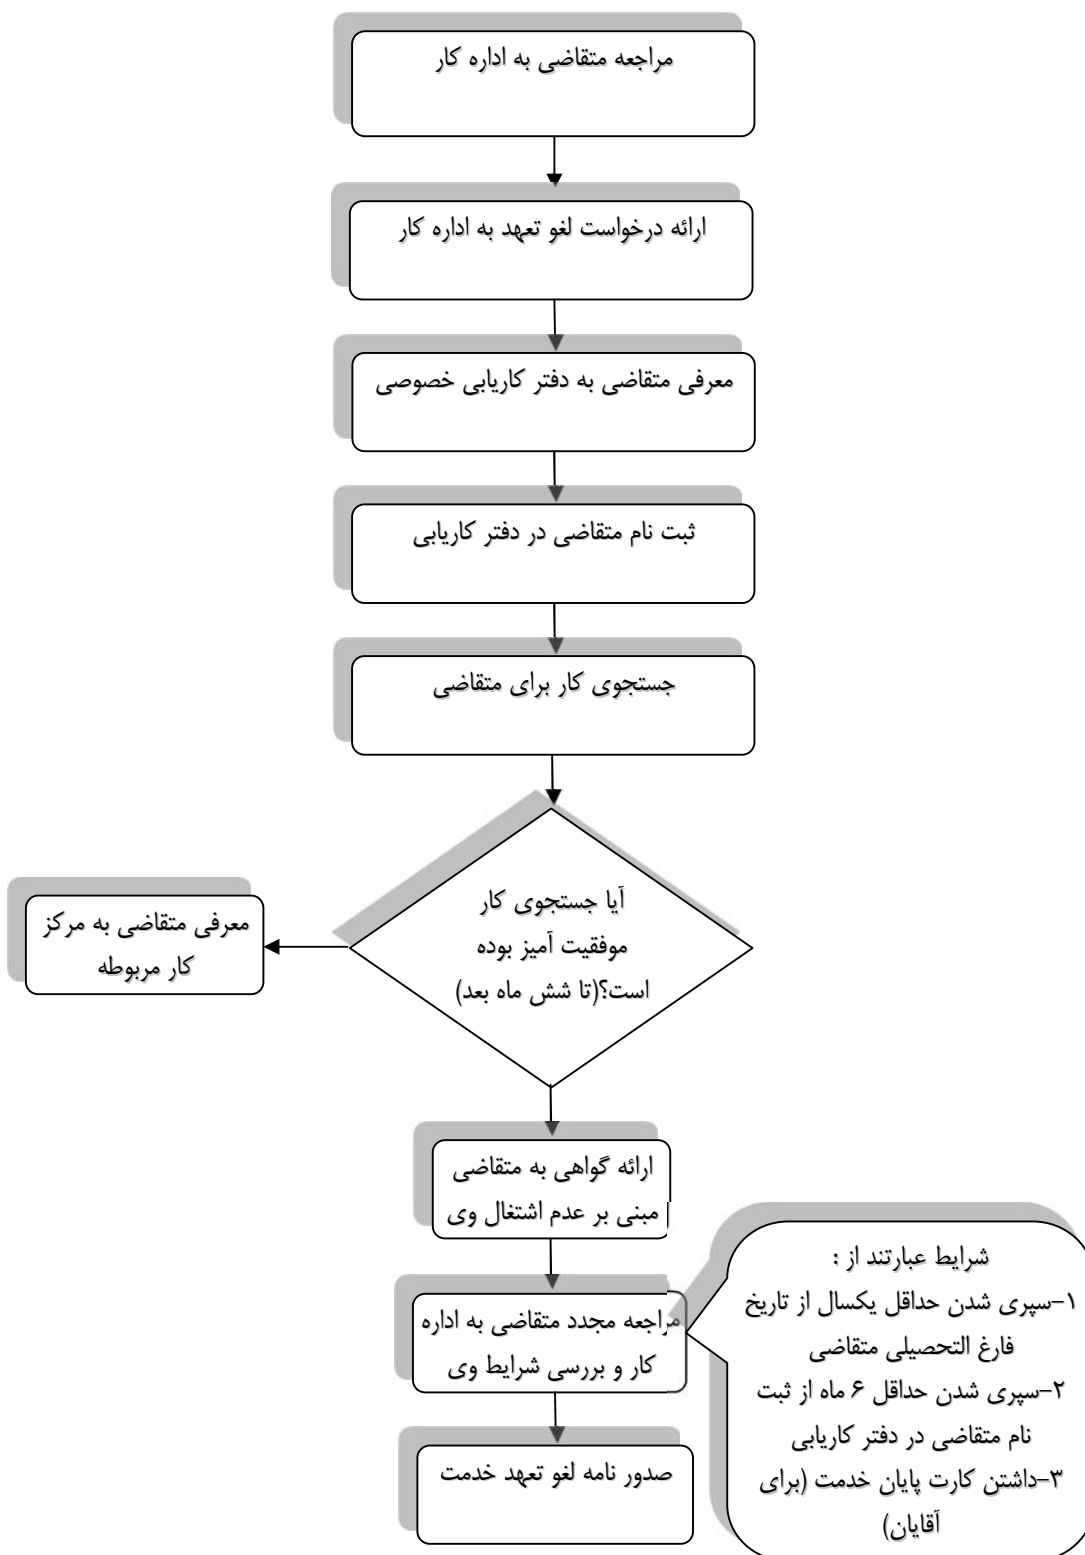 مراجعه متقاضی به اداره کار
ارائه درخواست لغو تعهد به اداره کار
معرفی متقاضی به دفتر کاریابی خصوصی
ثبت نام متقاضی در دفتر کاریابی
جستجوی کار برای متقاضی
آیا جستجوی کار
موفقیت آمیز بوده
است؟(تا شش ماه بعد)
معرفی متقاضی به مرکز
کار مربوطه
ارائه گواهی به متقاضی
مبنی بر عدم اشتغال وی
مراجعه مجدد متقاضی به اداره
کار و بررسی شرایط وی
شرایط عبارتند از :
۱-سپری شدن حداقل یکسال از تاریخ
فارغ التحصیلی متقاضی
۲-سپری شدن حداقل ۶ ماه از ثبت
نام متقاضی در دفتر کاریابی
۳-داشتن کارت پایان خدمت (برای
آقایان)
صدور نامه لغو تعهد خدمت